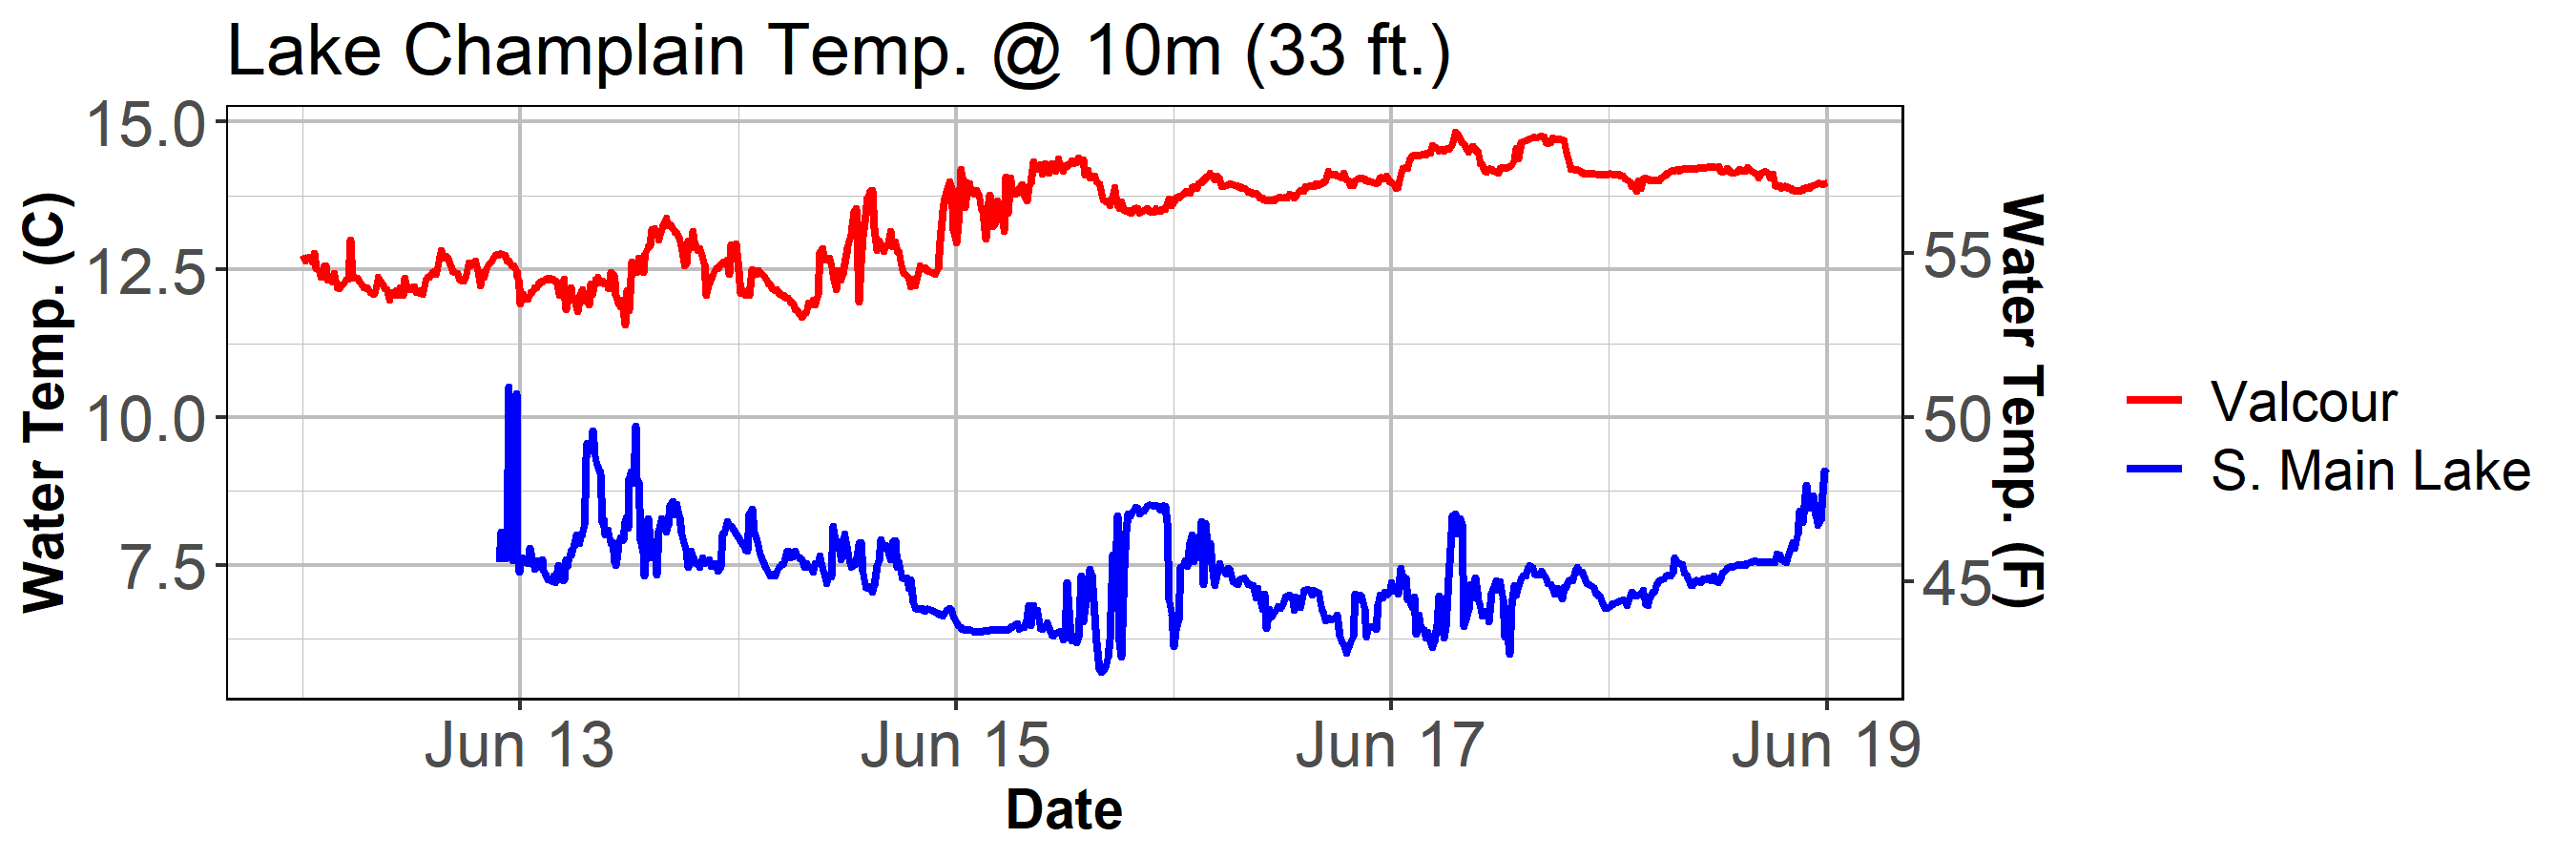 Lake Champlain Temp. @ 10m (33 ft.)
Water Temp. (C)
15.0
12.5
10.0
7.5
55
50
45
Water Temp. (F)
Jun 13
Jun 15
Jun 17
Jun 19
Date
Valcour
S. Main Lake